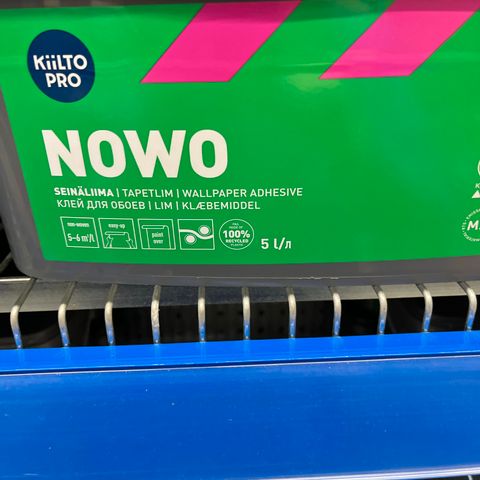 KiiLTO
PRO
NOWO
SEINÄLIIMA | TAPETLIM | WALLPAPER ADHESIVE
КЛЕЙ ДЛЯ ОБОЕВ | LIM | KLÆBEMIDDEL
non-woven
5–6 m²/l
easy-up
paint
over
100%
RECYCLED
PLASTIC
5 l/л